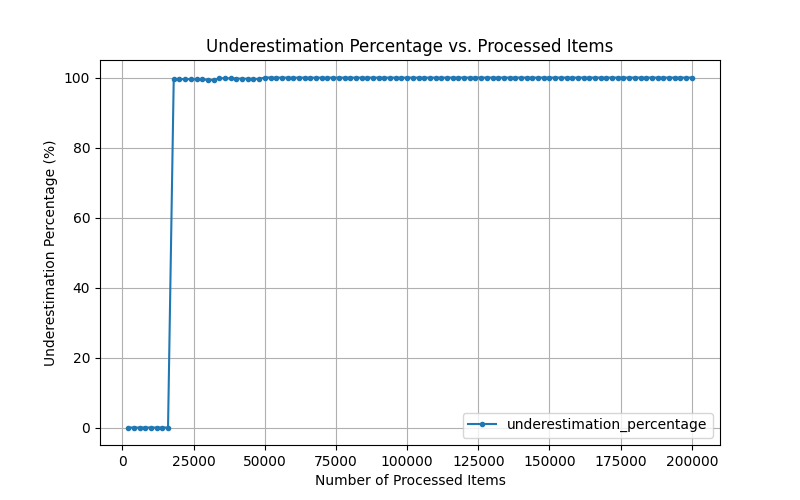 Underestimation Percentage vs. Processed Items
Underestimation Percentage (%)
100
80
60
40
20
0
underestimation_percentage
0 25000 50000 75000 100000 125000 150000 175000 200000
Number of Processed Items